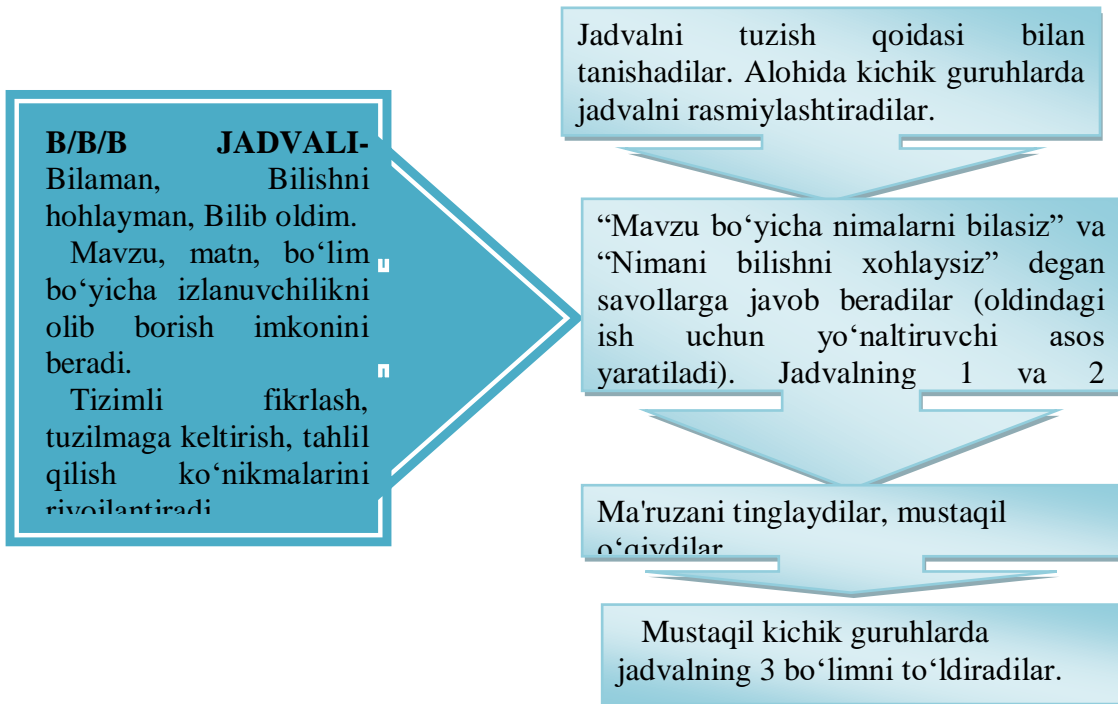 B/B/B JADVALI-
Bilaman, Bilishni
hohlayman, Bilib oldim.
Mavzu, matn, bo‘lim
bo‘yicha izlanuvchilikni
olib borish imkonini
beradi.
Tizimli fikrlash,
tuzilmaga keltirish, tahlil
qilish ko‘nikmalarini
rivojlantiradi
Jadvalni tuzish qoidasi bilan
tanishadilar. Alohida kichik guruhlarda
jadvalni rasmiylashtiradilar.
“Mavzu bo‘yicha nimalarni bilasiz” va
“Nimani bilishni xohlaysiz” degan
savollarga javob beradilar (oldindagi
ish uchun yo‘naltiruvchi asos
yaratiladi). Jadvalning 1 va 2
Ma'ruzani tinglaydilar, mustaqil
o‘qiydilar
Mustaqil kichik guruhlarda
jadvalning 3 bo‘limni to‘ldiradilar.